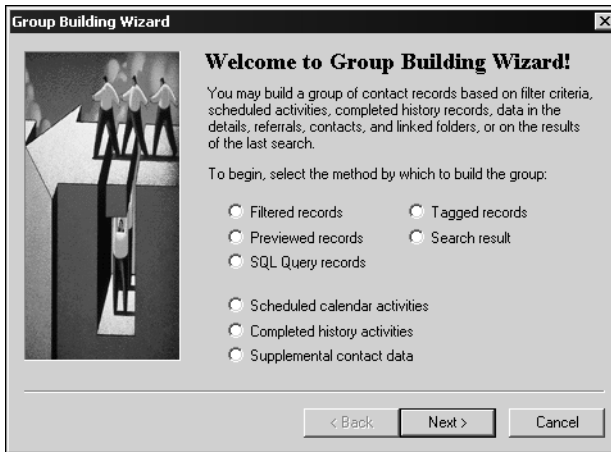 Group Building Wizard
Welcome to Group Building Wizard!
You may build a group of contact records based on filter criteria,
scheduled activities, completed history records, data in the
details, referrals, contacts, and linked folders, or on the results
of the last search.
To begin, select the method by which to build the group:
Filtered records
Tagged records
Previewed records
Search result
SQL Query records
Scheduled calendar activities
Completed history activities
Supplemental contact data
< Back
Next >
Cancel